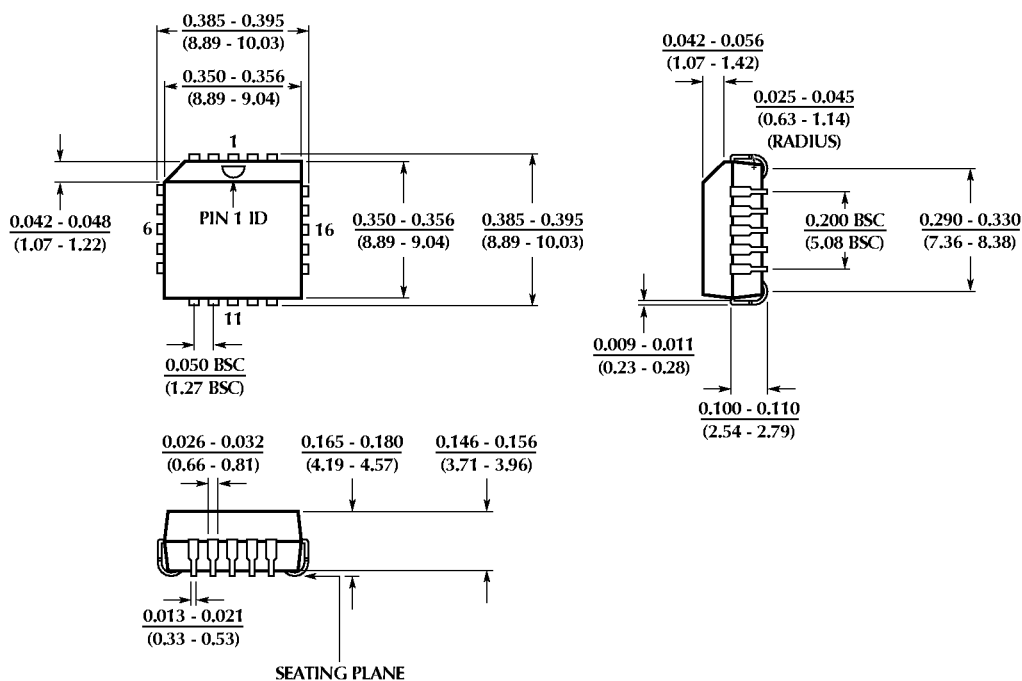 0.385 - 0.395
(8.89 - 10.03)
0.350 - 0.356
(8.89 - 9.04)
1
0.042 - 0.048
(1.07 - 1.22)
6
PIN 1 ID
16
0.350 - 0.356
(8.89 - 9.04)
0.385 - 0.395
(8.89 - 10.03)
11
0.050 BSC
(1.27 BSC)
0.042 - 0.056
(1.07 - 1.42)
0.025 - 0.045
(0.63 - 1.14)
(RADIUS)
0.200 BSC
(5.08 BSC)
0.290 - 0.330
(7.36 - 8.38)
0.009 - 0.011
(0.23 - 0.28)
0.100 - 0.110
(2.54 - 2.79)
0.026 - 0.032
(0.66 - 0.81)
0.165 - 0.180
(4.19 - 4.57)
0.146 - 0.156
(3.71 - 3.96)
0.013 - 0.021
(0.33 - 0.53)
SEATING PLANE